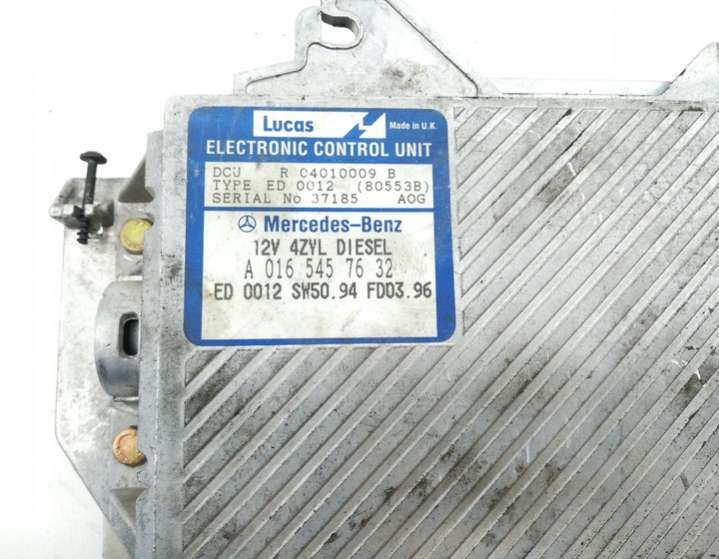 Lucas Made in U.K.
ELECTRONIC CONTROL UNIT
DCU R 04010009 B
TYPE ED 0012 (80553B)
SERIAL No 37185 AOG
Mercedes-Benz
12V 4ZYL DIESEL
A 016 545 76 32
ED 0012 SW50.94 FD03.96